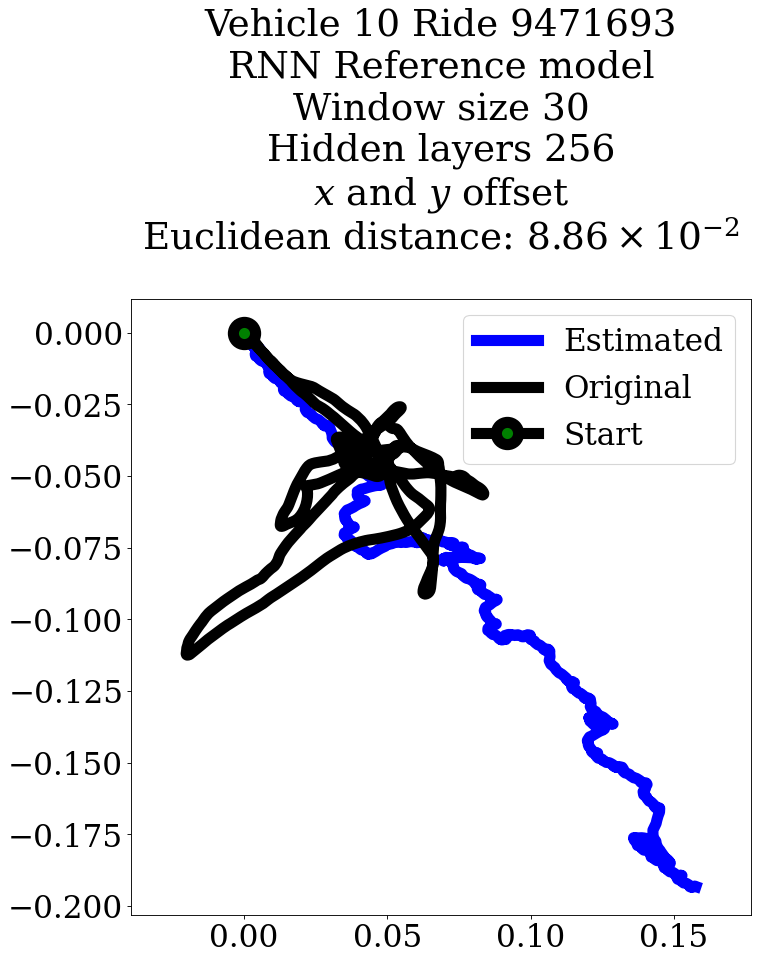 Vehicle 10 Ride 9471693
RNN Reference model
Window size 30
Hidden layers 256
x and y offset
Euclidean distance: 8.86 × 10⁻²
Estimated
Original
Start
0.000
−0.025
−0.050
−0.075
−0.100
−0.125
−0.150
−0.175
−0.200
0.00 0.05 0.10 0.15